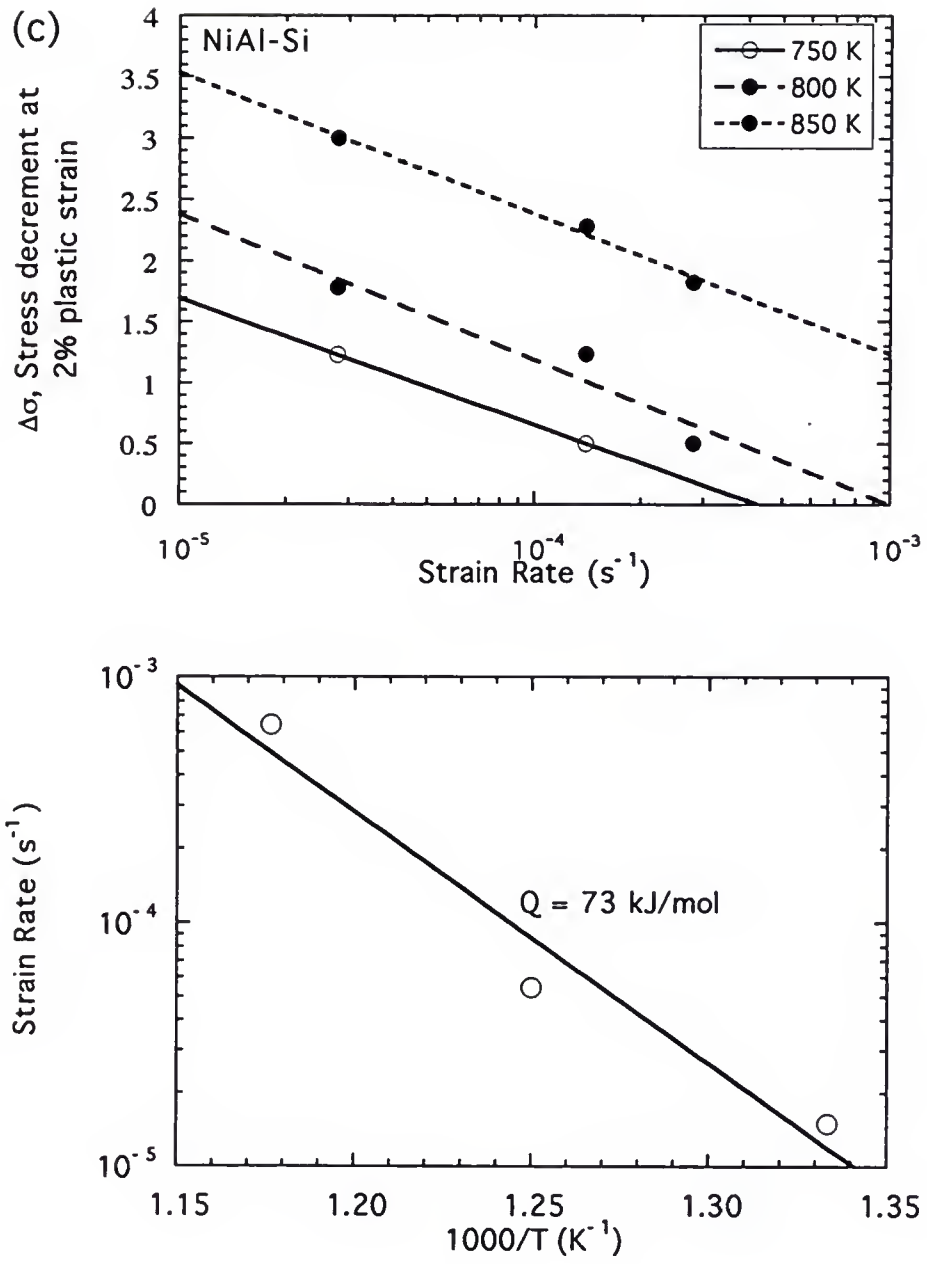 (c)
NiAl-Si
750 K
800 K
850 K
4
3.5
3
2.5
2
1.5
1
0.5
0
Δσ, Stress decrement at
2% plastic strain
10⁻⁵
10⁻⁴
10⁻³
Strain Rate (s⁻¹)
10⁻³
10⁻⁴
10⁻⁵
Strain Rate (s⁻¹)
Q = 73 kJ/mol
1.15
1.20
1.25
1.30
1.35
1000/T (K⁻¹)